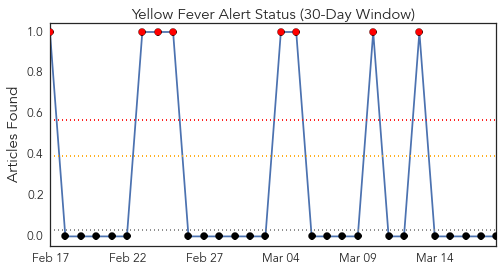 Yellow Fever Alert Status (30-Day Window)
Articles Found
1.0
0.8
0.6
0.4
0.2
0.0
Feb 17 Feb 22 Feb 27 Mar 04 Mar 09 Mar 14